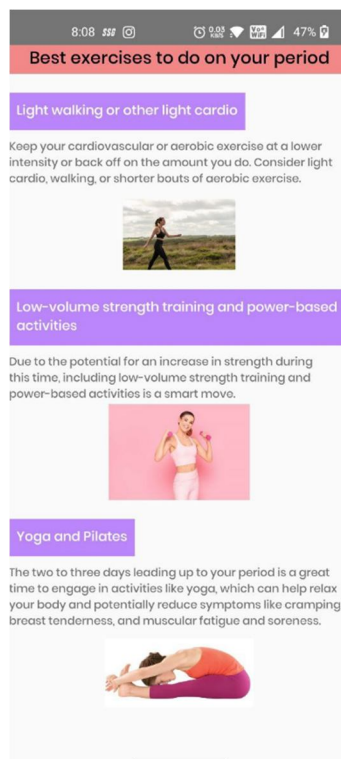 8:08
0.03 KB/S Vo+ WiFi 47%
Best exercises to do on your period
Light walking or other light cardio
Keep your cardiovascular or aerobic exercise at a lower
intensity or back off on the amount you do. Consider light
cardio, walking, or shorter bouts of aerobic exercise.
Low-volume strength training and power-based
activities
Due to the potential for an increase in strength during
this time, including low-volume strength training and
power-based activities is a smart move.
Yoga and Pilates
The two to three days leading up to your period is a great
time to engage in activities like yoga, which can help relax
your body and potentially reduce symptoms like cramping
breast tenderness, and muscular fatigue and soreness.